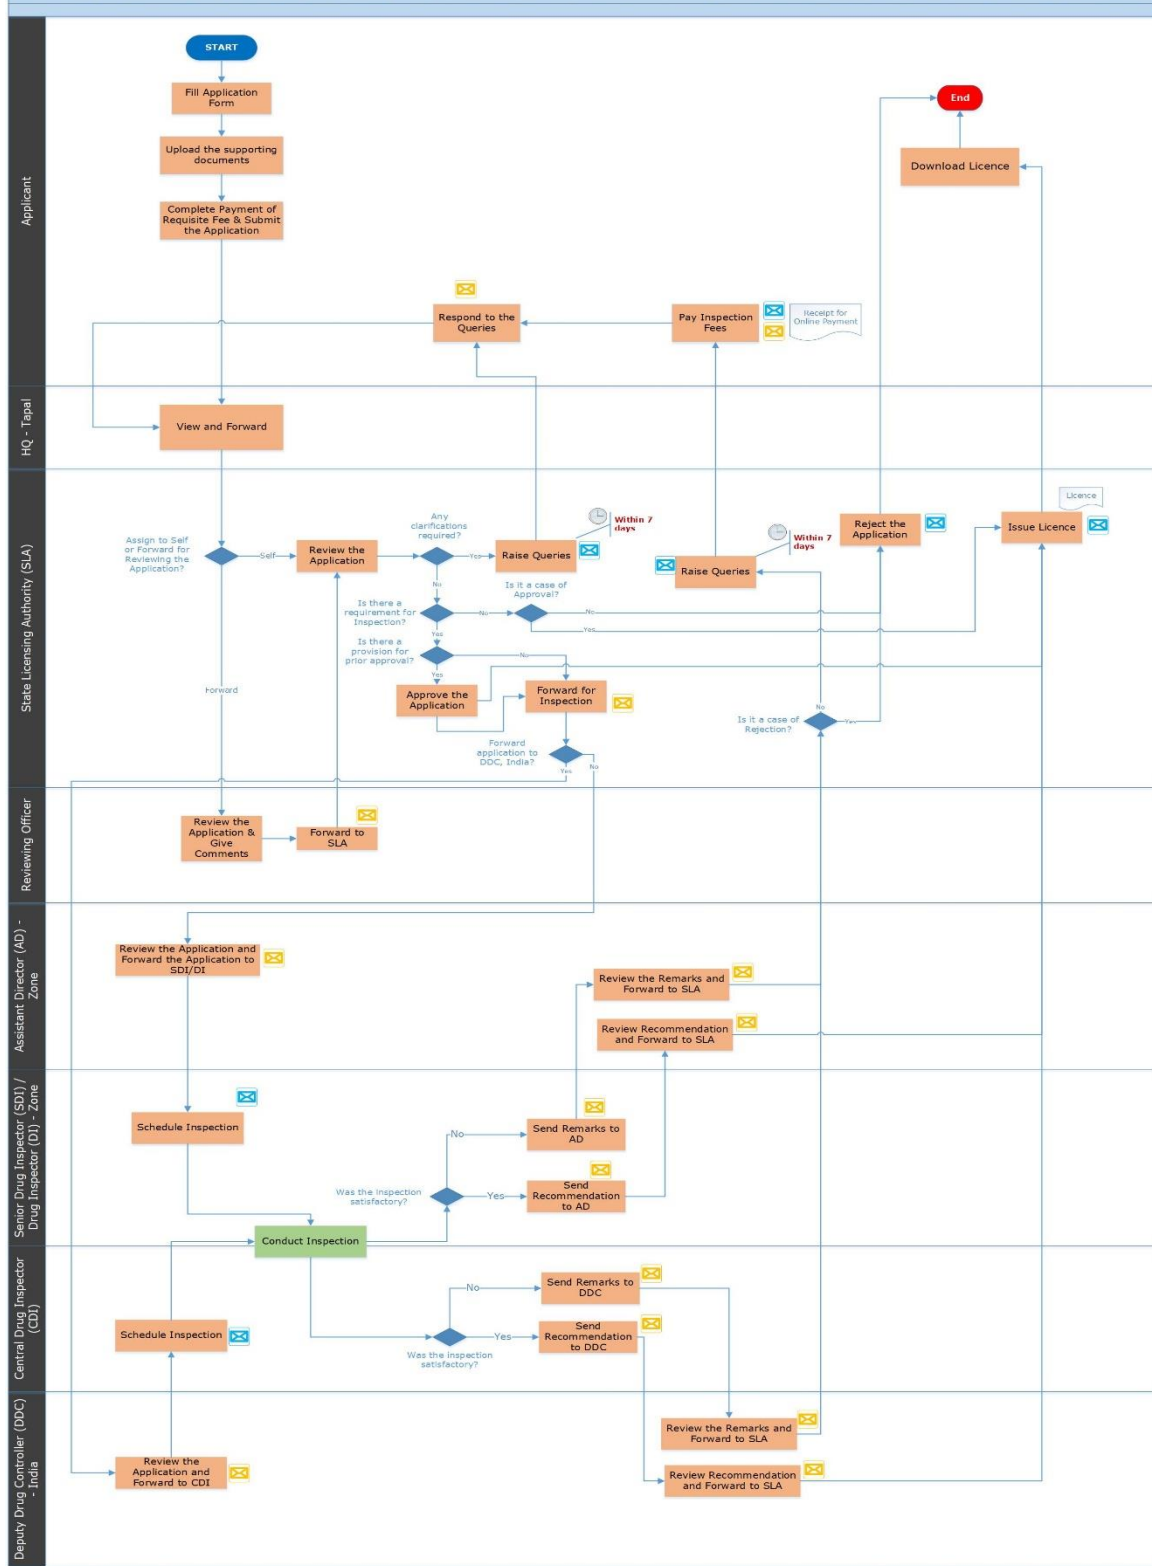 START
Fill Application
Form
Upload the supporting
documents
Complete Payment of
Requisite Fee & Submit
the Application
End
Download Licence
Applicant
Respond to the
Queries
Pay Inspection
Fees
Receipt for
Online Payment
HQ - Tapal
View and Forward
State Licensing Authority (SLA)
Assign to Self
or Forward for
Reviewing the
Application?
Self
Forward
Review the
Application
Any
clarifications
required?
Yes
No
Raise Queries
Within 7
days
Raise Queries
Within 7
days
Reject the
Application
Licence
Issue Licence
Is there a
requirement for
Inspection?
No
Yes
Is it a case of
Approval?
No
Yes
Is there a
provision for
prior approval?
No
Yes
Approve the
Application
Forward for
Inspection
Forward
application to
DDC, India?
Yes
No
Is it a case of
Rejection?
No
Yes
Reviewing Officer
Review the
Application &
Give
Comments
Forward to
SLA
Assistant Director (AD) -
Zone
Review the Application and
Forward the Application to
SDI/DI
Review the Remarks and
Forward to SLA
Review Recommendation
and Forward to SLA
Senior Drug Inspector (SDI) /
Drug Inspector (DI) - Zone
Schedule Inspection
Was the inspection
satisfactory?
No
Yes
Send Remarks to
AD
Send
Recommendation
to AD
Conduct Inspection
Central Drug Inspector
(CDI)
Schedule Inspection
Was the inspection
satisfactory?
No
Yes
Send Remarks to
DDC
Send
Recommendation
to DDC
Deputy Drug Controller (DDC)
- India
Review the
Application and
Forward to CDI
Review the Remarks and
Forward to SLA
Review Recommendation
and Forward to SLA